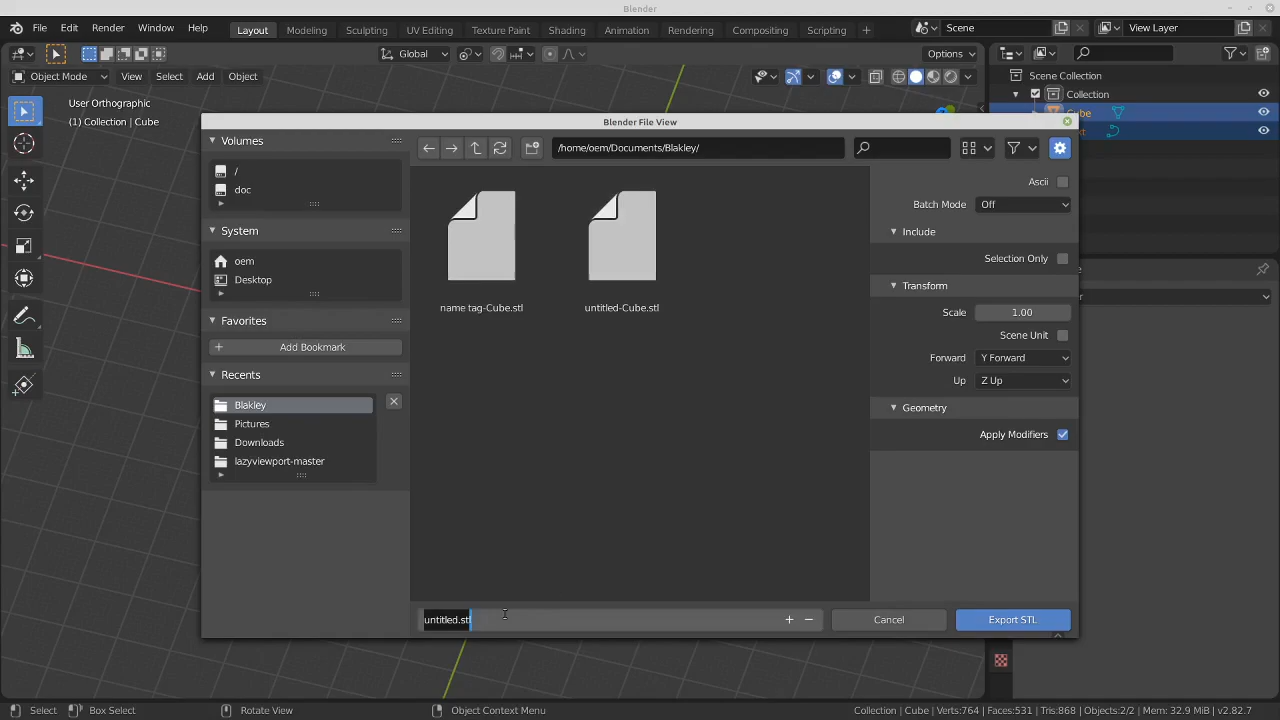 Blender
File Edit Render Window Help Layout Modeling Sculpting UV Editing Texture Paint Shading Animation Rendering Compositing Scripting + Scene View Layer
Global Options
Object Mode View Select Add Object
Scene Collection
User Orthographic
Collection
(1) Collection | Cube
Cube
Blender File View
Volumes
/home/oem/Documents/Blakley/
/
doc
System
oem
Desktop
Favorites
Add Bookmark
Recents
Blakley
Pictures
Downloads
lazyviewport-master
name tag-Cube.stl
untitled-Cube.stl
Ascii
Batch Mode Off
Include
Selection Only
Transform
Scale 1.00
Scene Unit
Forward Y Forward
Up Z Up
Geometry
Apply Modifiers
untitled.stl
Cancel
Export STL
Select Box Select Rotate View Object Context Menu Collection | Cube | Verts:764 | Faces:531 | Tris:868 | Objects:2/2 | Mem: 32.9 MiB | v2.82.7